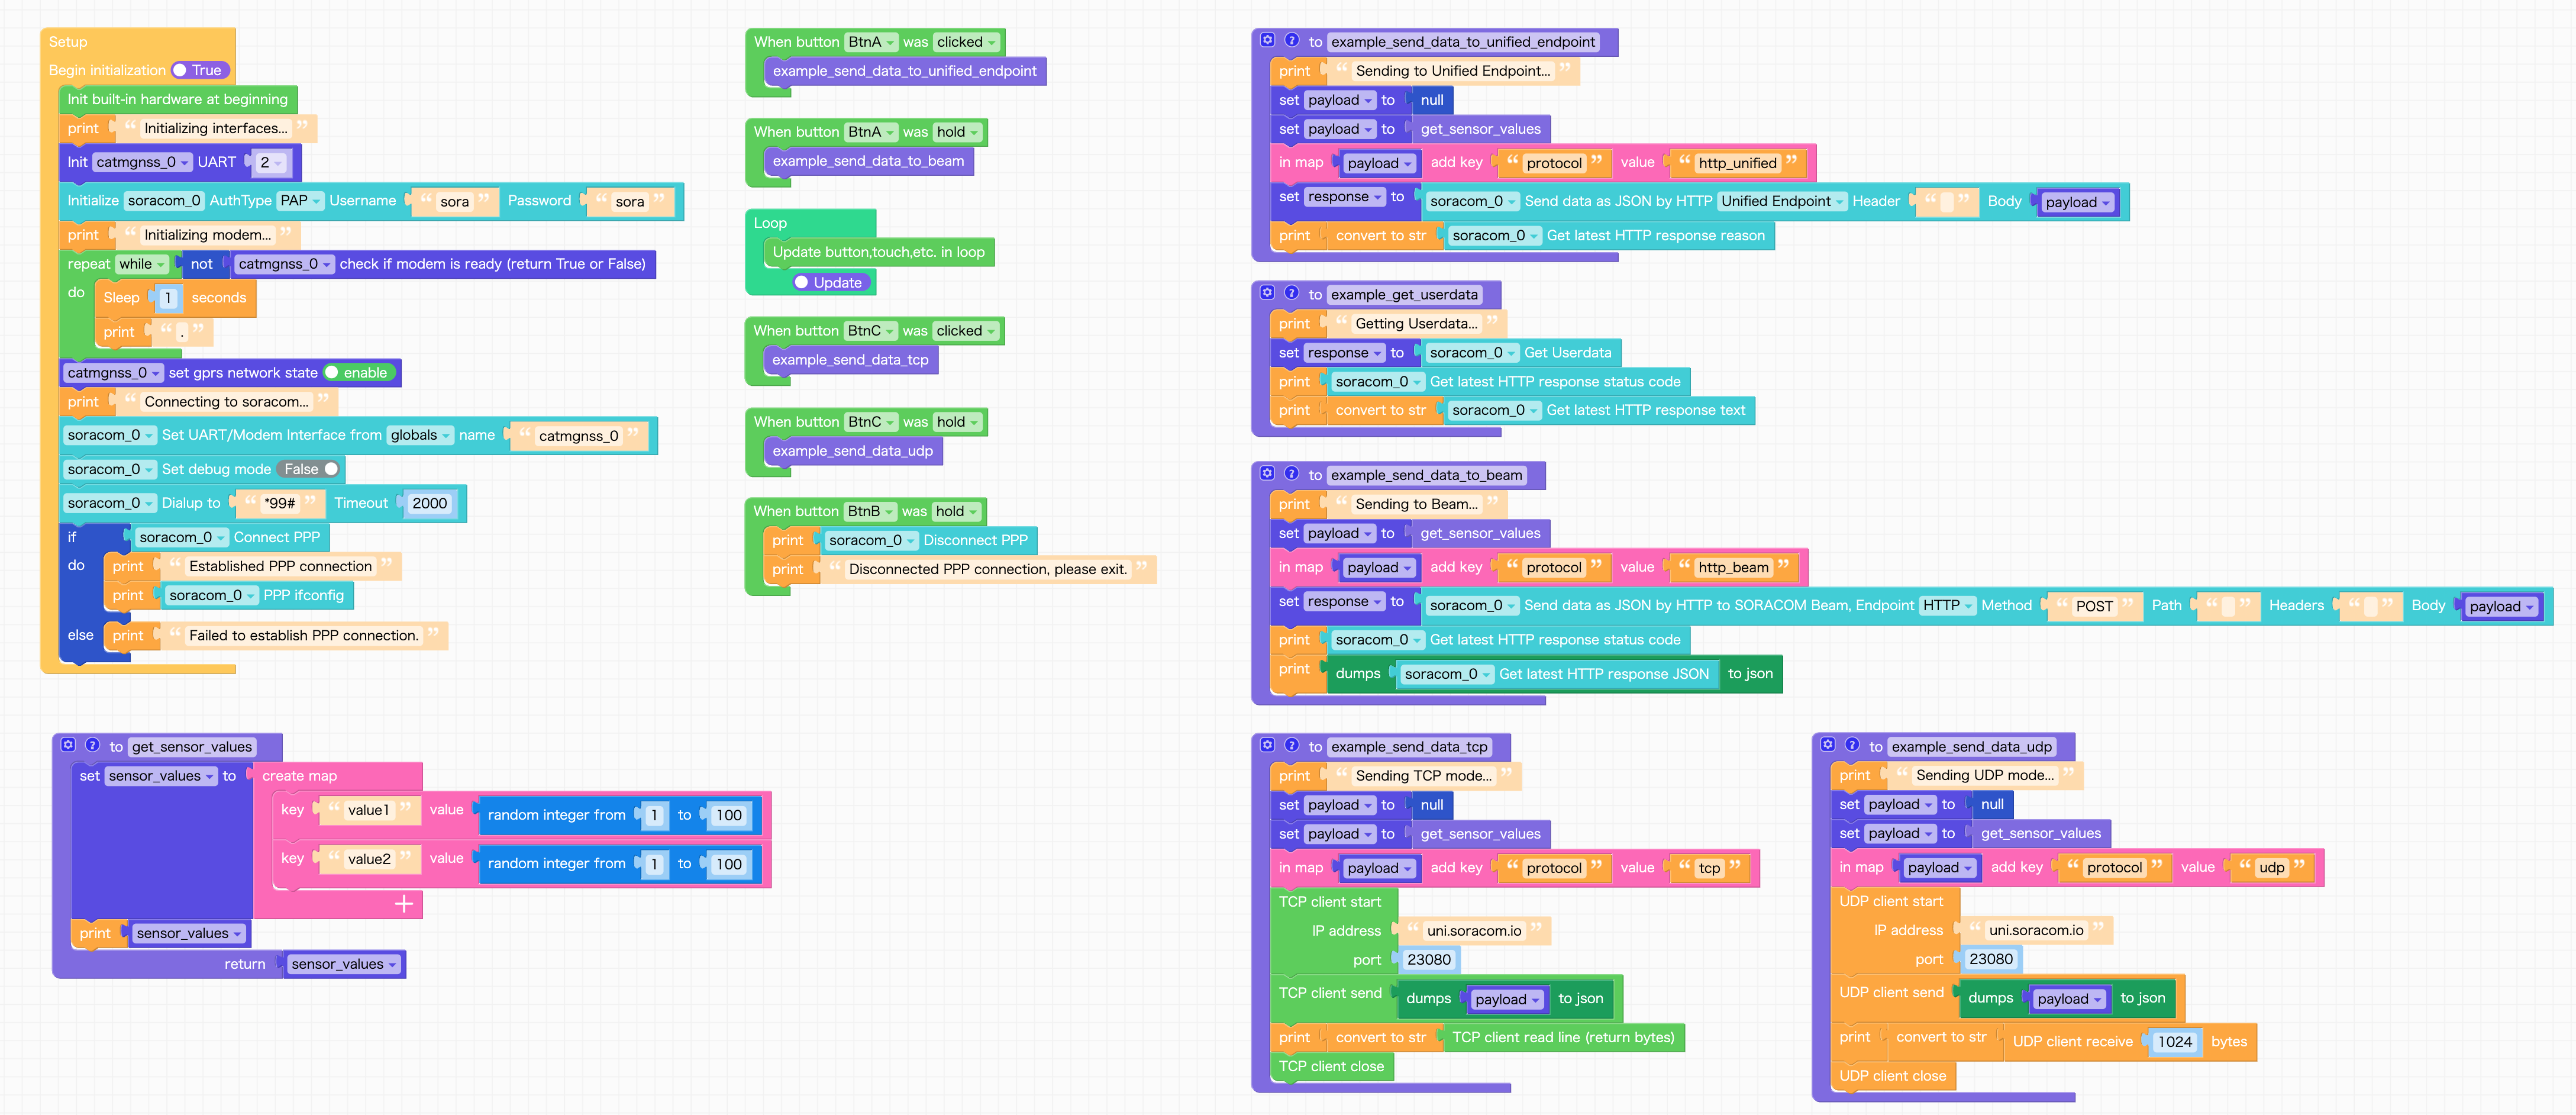 Setup
Begin initialization True
Init built-in hardware at beginning
print “ Initializing interfaces... ”
Init catmgnss_0 UART 2
Initialize soracom_0 AuthType PAP Username “ sora ” Password “ sora ”
print “ Initializing modem... ”
repeat while not catmgnss_0 check if modem is ready (return True or False)
do Sleep 1 seconds
print “ . ”
catmgnss_0 set gprs network state enable
print “ Connecting to soracom... ”
soracom_0 Set UART/Modem Interface from globals name “ catmgnss_0 ”
soracom_0 Set debug mode False
soracom_0 Dialup to “ *99# ” Timeout 2000
if soracom_0 Connect PPP
do print “ Established PPP connection ”
print soracom_0 PPP ifconfig
else print “ Failed to establish PPP connection. ”
to get_sensor_values
set sensor_values to create map
key “ value1 ” value random integer from 1 to 100
key “ value2 ” value random integer from 1 to 100
print sensor_values
return sensor_values
When button BtnA was clicked
example_send_data_to_unified_endpoint
When button BtnA was hold
example_send_data_to_beam
Loop
Update button,touch,etc. in loop
Update
When button BtnC was clicked
example_send_data_tcp
When button BtnC was hold
example_send_data_udp
When button BtnB was hold
print soracom_0 Disconnect PPP
print “ Disconnected PPP connection, please exit. ”
to example_send_data_to_unified_endpoint
print “ Sending to Unified Endpoint... ”
set payload to null
set payload to get_sensor_values
in map payload add key “ protocol ” value “ http_unified ”
set response to soracom_0 Send data as JSON by HTTP Unified Endpoint Header “ ” Body payload
print convert to str soracom_0 Get latest HTTP response reason
to example_get_userdata
print “ Getting Userdata... ”
set response to soracom_0 Get Userdata
print soracom_0 Get latest HTTP response status code
print convert to str soracom_0 Get latest HTTP response text
to example_send_data_to_beam
print “ Sending to Beam... ”
set payload to get_sensor_values
in map payload add key “ protocol ” value “ http_beam ”
set response to soracom_0 Send data as JSON by HTTP to SORACOM Beam, Endpoint HTTP Method “ POST ” Path “ ” Headers “ ” Body payload
print soracom_0 Get latest HTTP response status code
print dumps soracom_0 Get latest HTTP response JSON to json
to example_send_data_tcp
print “ Sending TCP mode... ”
set payload to null
set payload to get_sensor_values
in map payload add key “ protocol ” value “ tcp ”
TCP client start
IP address “ uni.soracom.io ”
port 23080
TCP client send dumps payload to json
print convert to str TCP client read line (return bytes)
TCP client close
to example_send_data_udp
print “ Sending UDP mode... ”
set payload to null
set payload to get_sensor_values
in map payload add key “ protocol ” value “ udp ”
UDP client start
IP address “ uni.soracom.io ”
port 23080
UDP client send dumps payload to json
print convert to str UDP client receive 1024 bytes
UDP client close